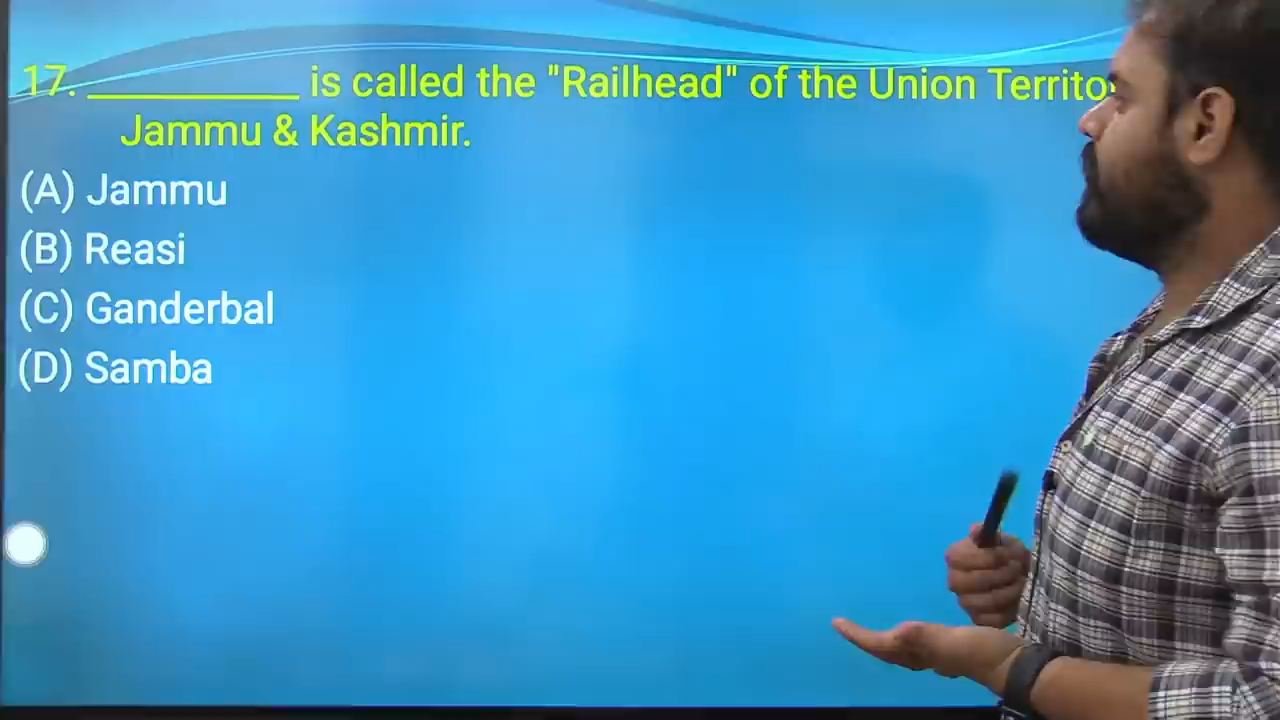 17. __________ is called the "Railhead" of the Union
Jammu & Kashmir.
(A) Jammu
(B) Reasi
(C) Ganderbal
(D) Samba